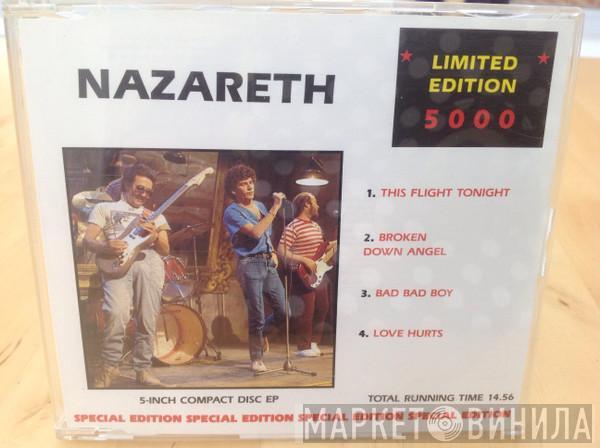 NAZARETH
LIMITED
EDITION
5000
1. THIS FLIGHT TONIGHT
2. BROKEN
DOWN ANGEL
3. BAD BAD BOY
4. LOVE HURTS
5-INCH COMPACT DISC EP
TOTAL RUNNING TIME 14.56
SPECIAL EDITION SPECIAL EDITION SPECIAL EDITION SPECIAL EDITION
МАРКЕТ ВИНИЛА